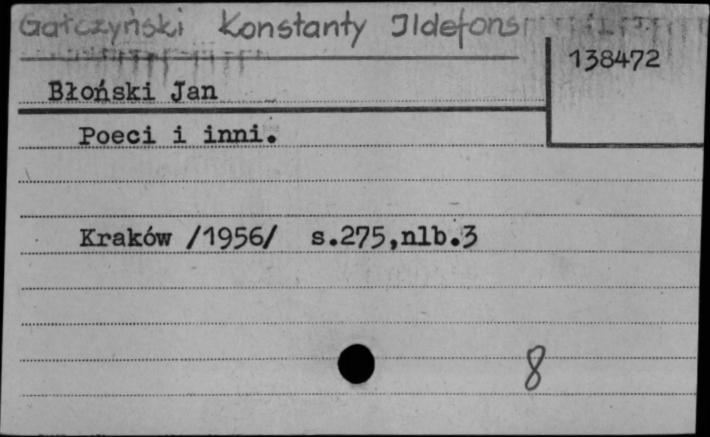 Gałczyński Konstanty Ildefons
138472
Błoński Jan
Poeci i inni.
Kraków /1956/ s.275,nlb.3
8